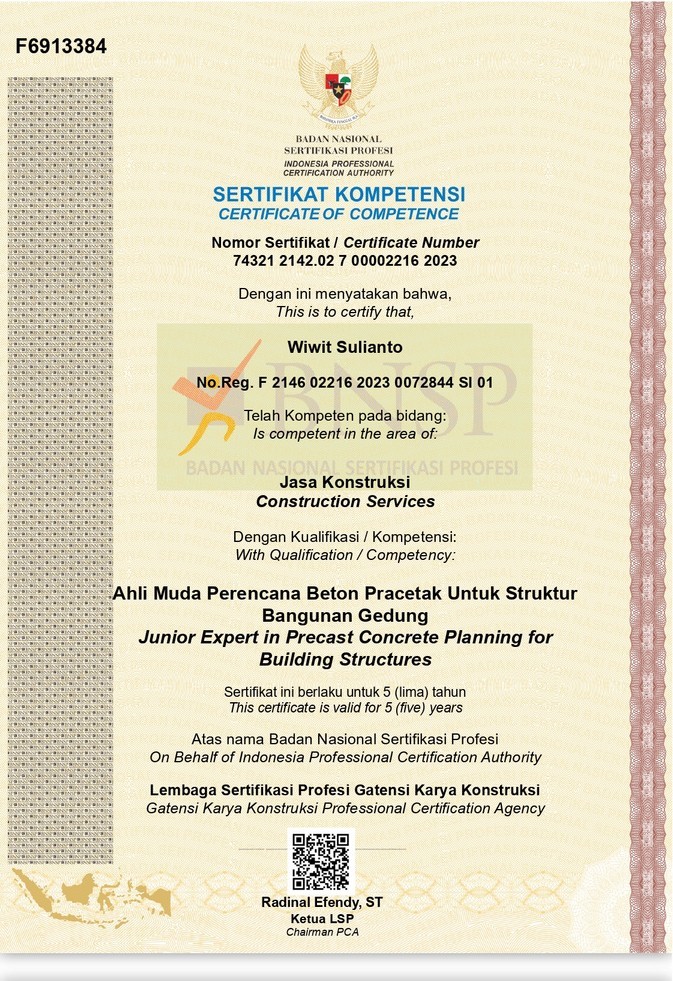 F6913384
BADAN NASIONAL
SERTIFIKASI PROFESI
INDONESIA PROFESSIONAL
CERTIFICATION AUTHORITY
SERTIFIKAT KOMPETENSI
CERTIFICATE OF COMPETENCE
Nomor Sertifikat / Certificate Number
74321 2142.02 7 00002216 2023
Dengan ini menyatakan bahwa,
This is to certify that,
Wiwit Sulianto
No.Reg. F 2146 02216 2023 0072844 SI 01
BNSP
Telah Kompeten pada bidang:
Is competent in the area of:
BADAN NASIONAL SERTIFIKASI PROFESI
Jasa Konstruksi
Construction Services
Dengan Kualifikasi / Kompetensi:
With Qualification / Competency:
Ahli Muda Perencana Beton Pracetak Untuk Struktur
Bangunan Gedung
Junior Expert in Precast Concrete Planning for
Building Structures
Sertifikat ini berlaku untuk 5 (lima) tahun
This certificate is valid for 5 (five) years
Atas nama Badan Nasional Sertifikasi Profesi
On Behalf of Indonesia Professional Certification Authority
Lembaga Sertifikasi Profesi Gatensi Karya Konstruksi
Gatensi Karya Konstruksi Professional Certification Agency
Radinal Efendy, ST
Ketua LSP
Chairman PCA